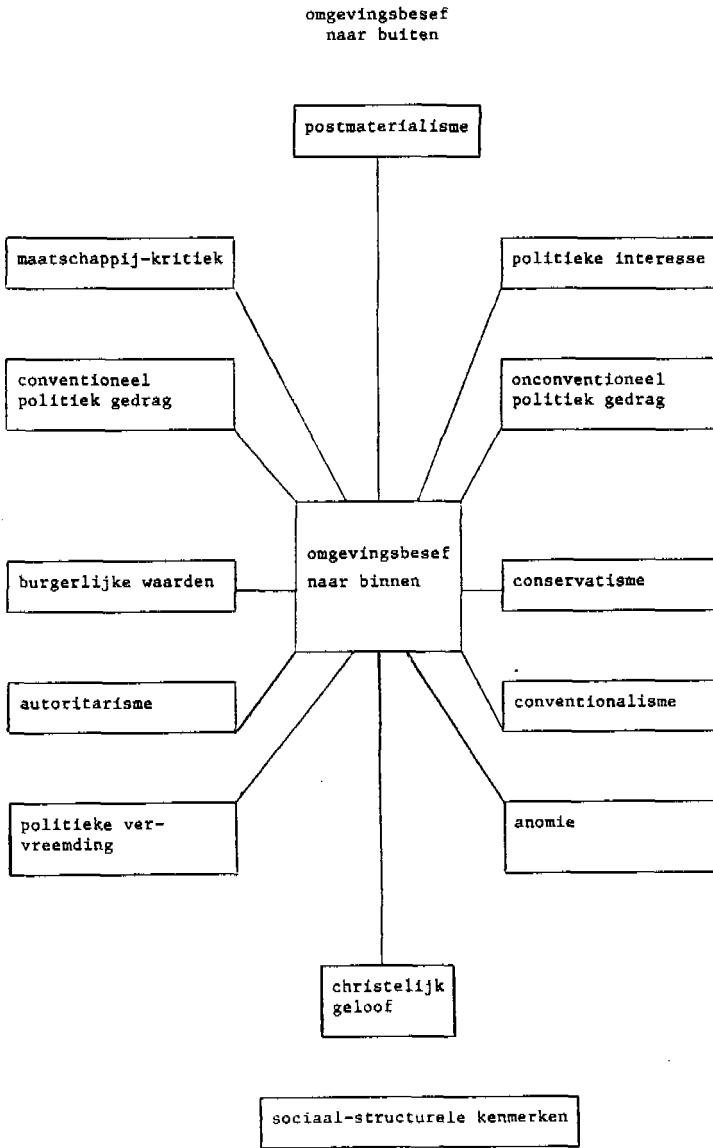 omgevingsbesef
naar buiten
postmaterialisme
maatschappij-kritiek
politieke interesse
conventioneel
politiek gedrag
onconventioneel
politiek gedrag
omgevingsbesef
naar binnen
burgerlijke waarden
conservatisme
autoritarisme
conventionalisme
politieke ver-
vreemding
anomie
christelijk
geloof
sociaal-structurele kenmerken